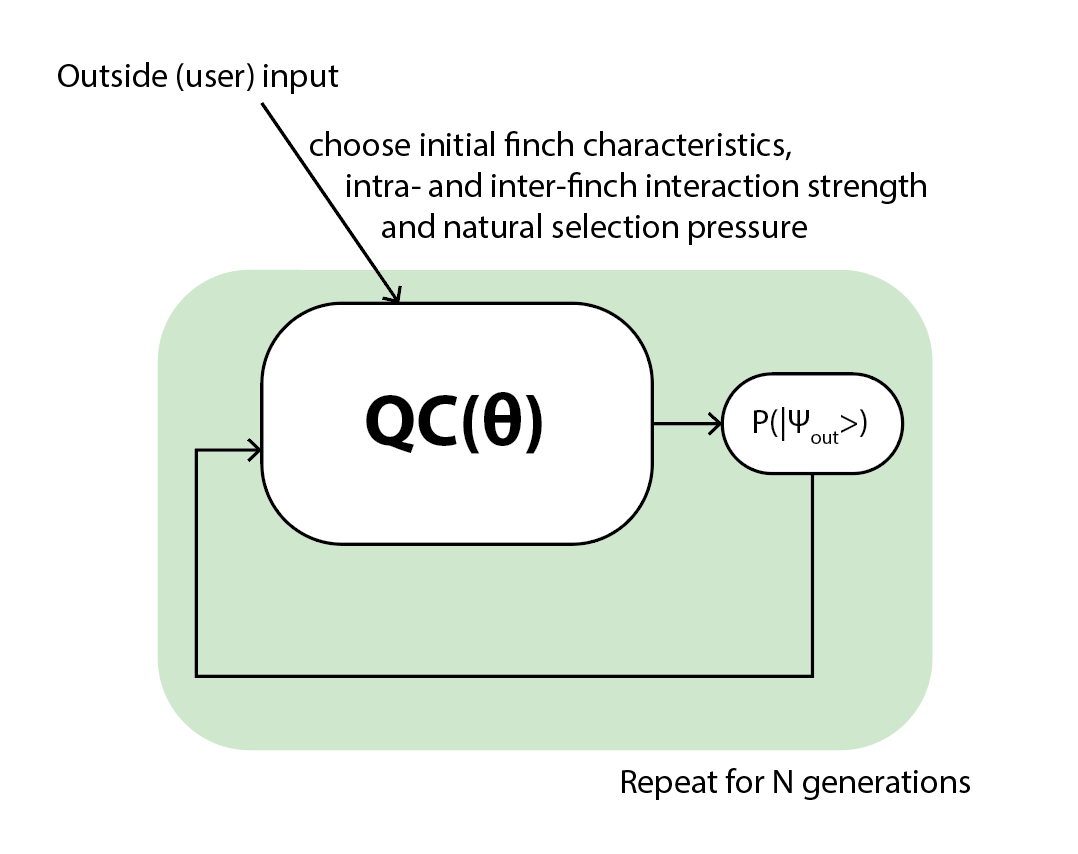 Outside (user) input
choose initial finch characteristics,
intra- and inter-finch interaction strength
and natural selection pressure
QC(θ)
P(|Ψout>)
Repeat for N generations